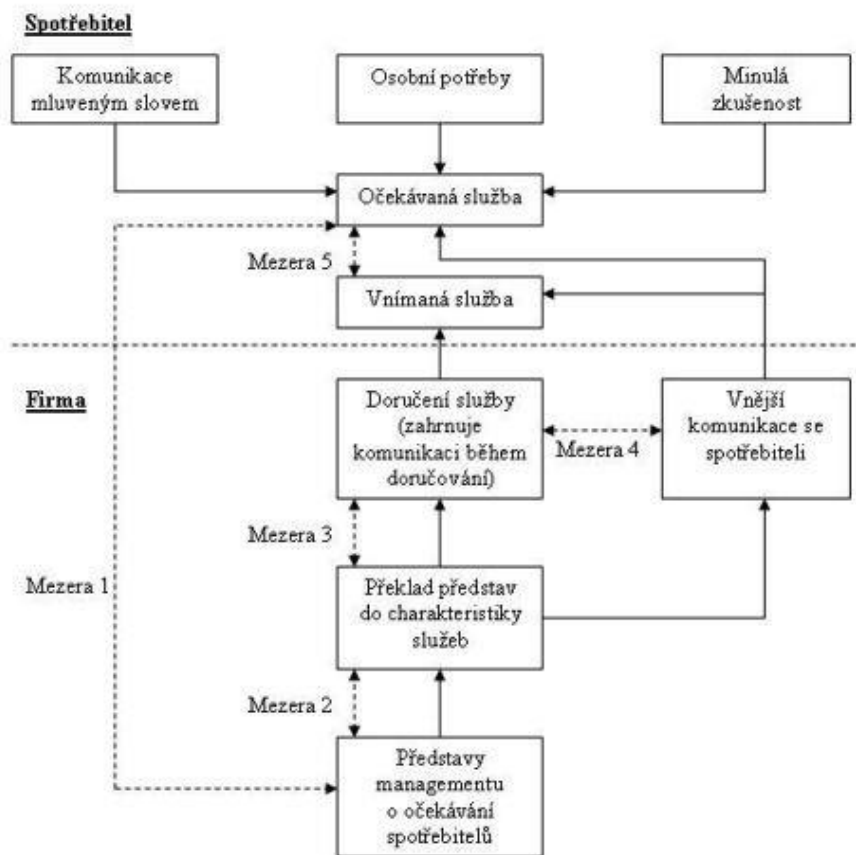 Spotřebitel
Komunikace
mluveným slovem
Osobní potřeby
Minulá
zkušenost
Očekávaná služba
Mezera 5
Vnímaná služba
Firma
Doručení služby
(zahrnuje
komunikaci během
doručování)
Mezera 4
Vnější
komunikace se
spotřebiteli
Mezera 3
Mezera 1
Překlad představ
do charakteristiky
služeb
Mezera 2
Představy
managementu
o očekávání
spotřebitelů